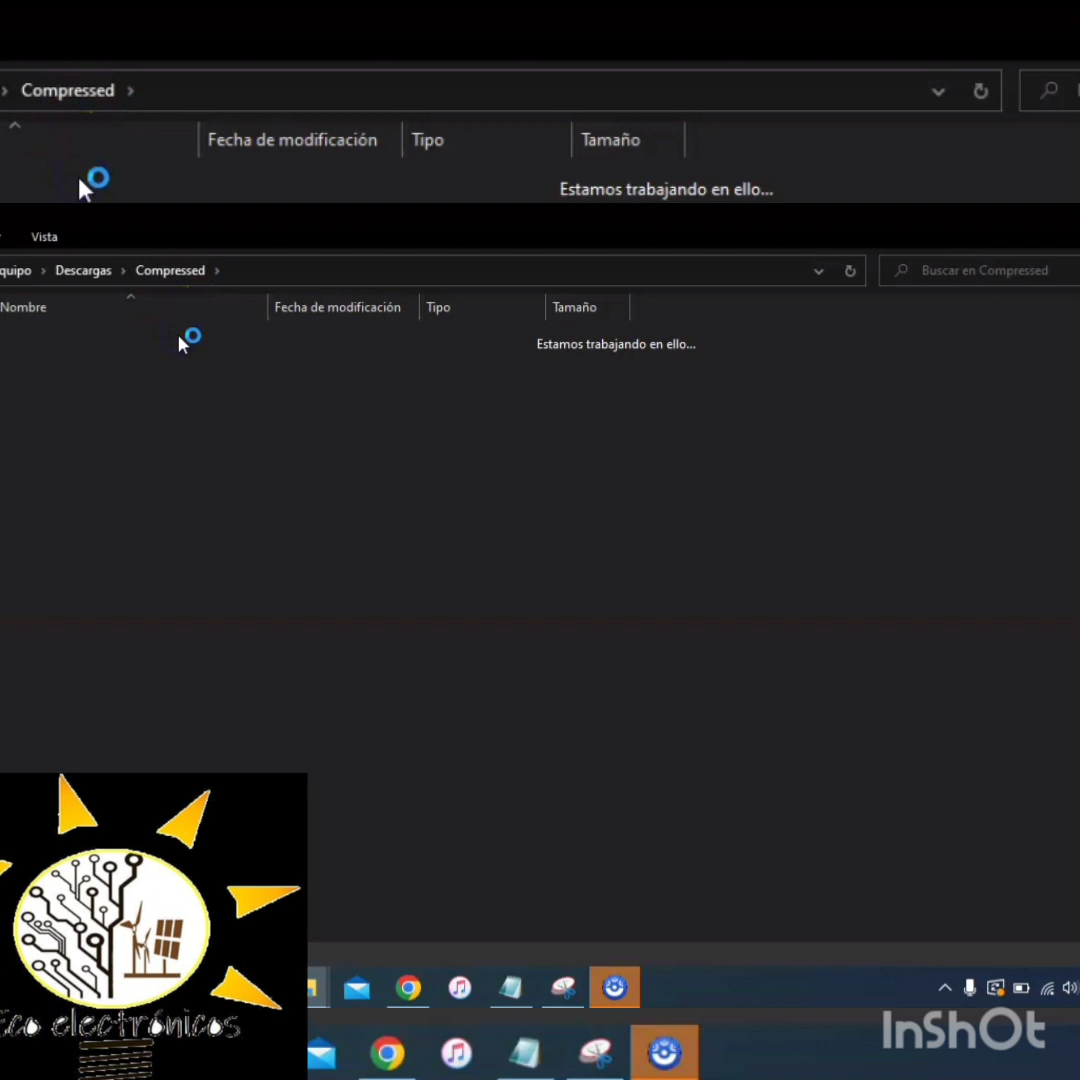 Compressed
Fecha de modificación Tipo Tamaño
Estamos trabajando en ello...
Vista
quipo Descargas Compressed Buscar en Compressed
Nombre Fecha de modificación Tipo Tamaño
Estamos trabajando en ello...
Eco electrónicos
InShOt